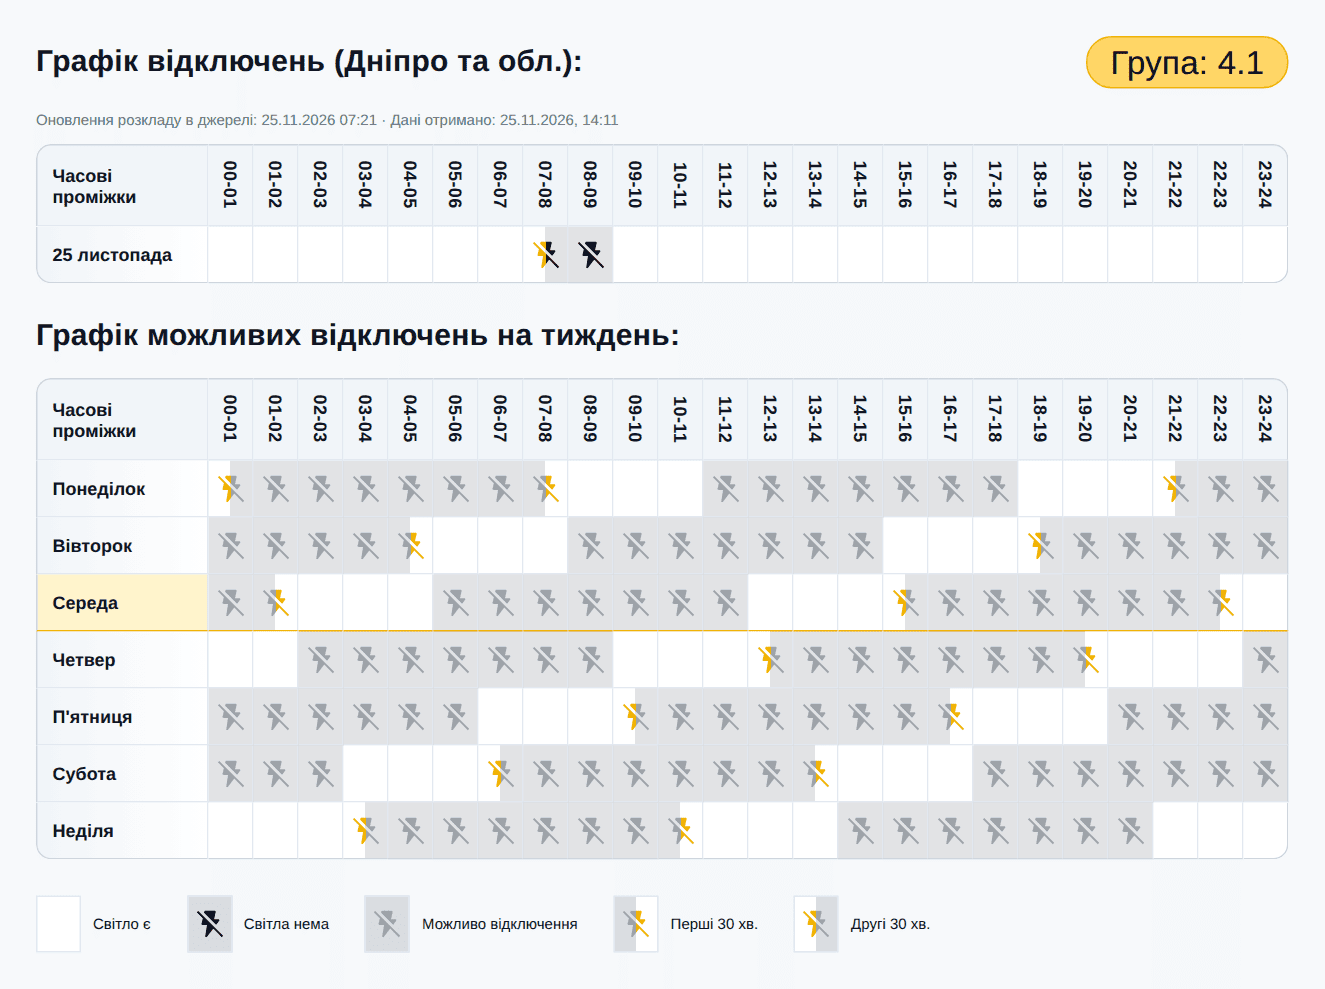 Графік відключень (Дніпро та обл.):
Група: 4.1
Оновлення розкладу в джерелі: 25.11.2026 07:21 · Дані отримано: 25.11.2026, 14:11
Часові проміжки 00-01 01-02 02-03 03-04 04-05 05-06 06-07 07-08 08-09 09-10 10-11 11-12 12-13 13-14 14-15 15-16 16-17 17-18 18-19 19-20 20-21 21-22 22-23 23-24
25 листопада
Графік можливих відключень на тиждень:
Часові проміжки 00-01 01-02 02-03 03-04 04-05 05-06 06-07 07-08 08-09 09-10 10-11 11-12 12-13 13-14 14-15 15-16 16-17 17-18 18-19 19-20 20-21 21-22 22-23 23-24
Понеділок
Вівторок
Середа
Четвер
П'ятниця
Субота
Неділя
Світло є
Світла нема
Можливо відключення
Перші 30 хв.
Другі 30 хв.